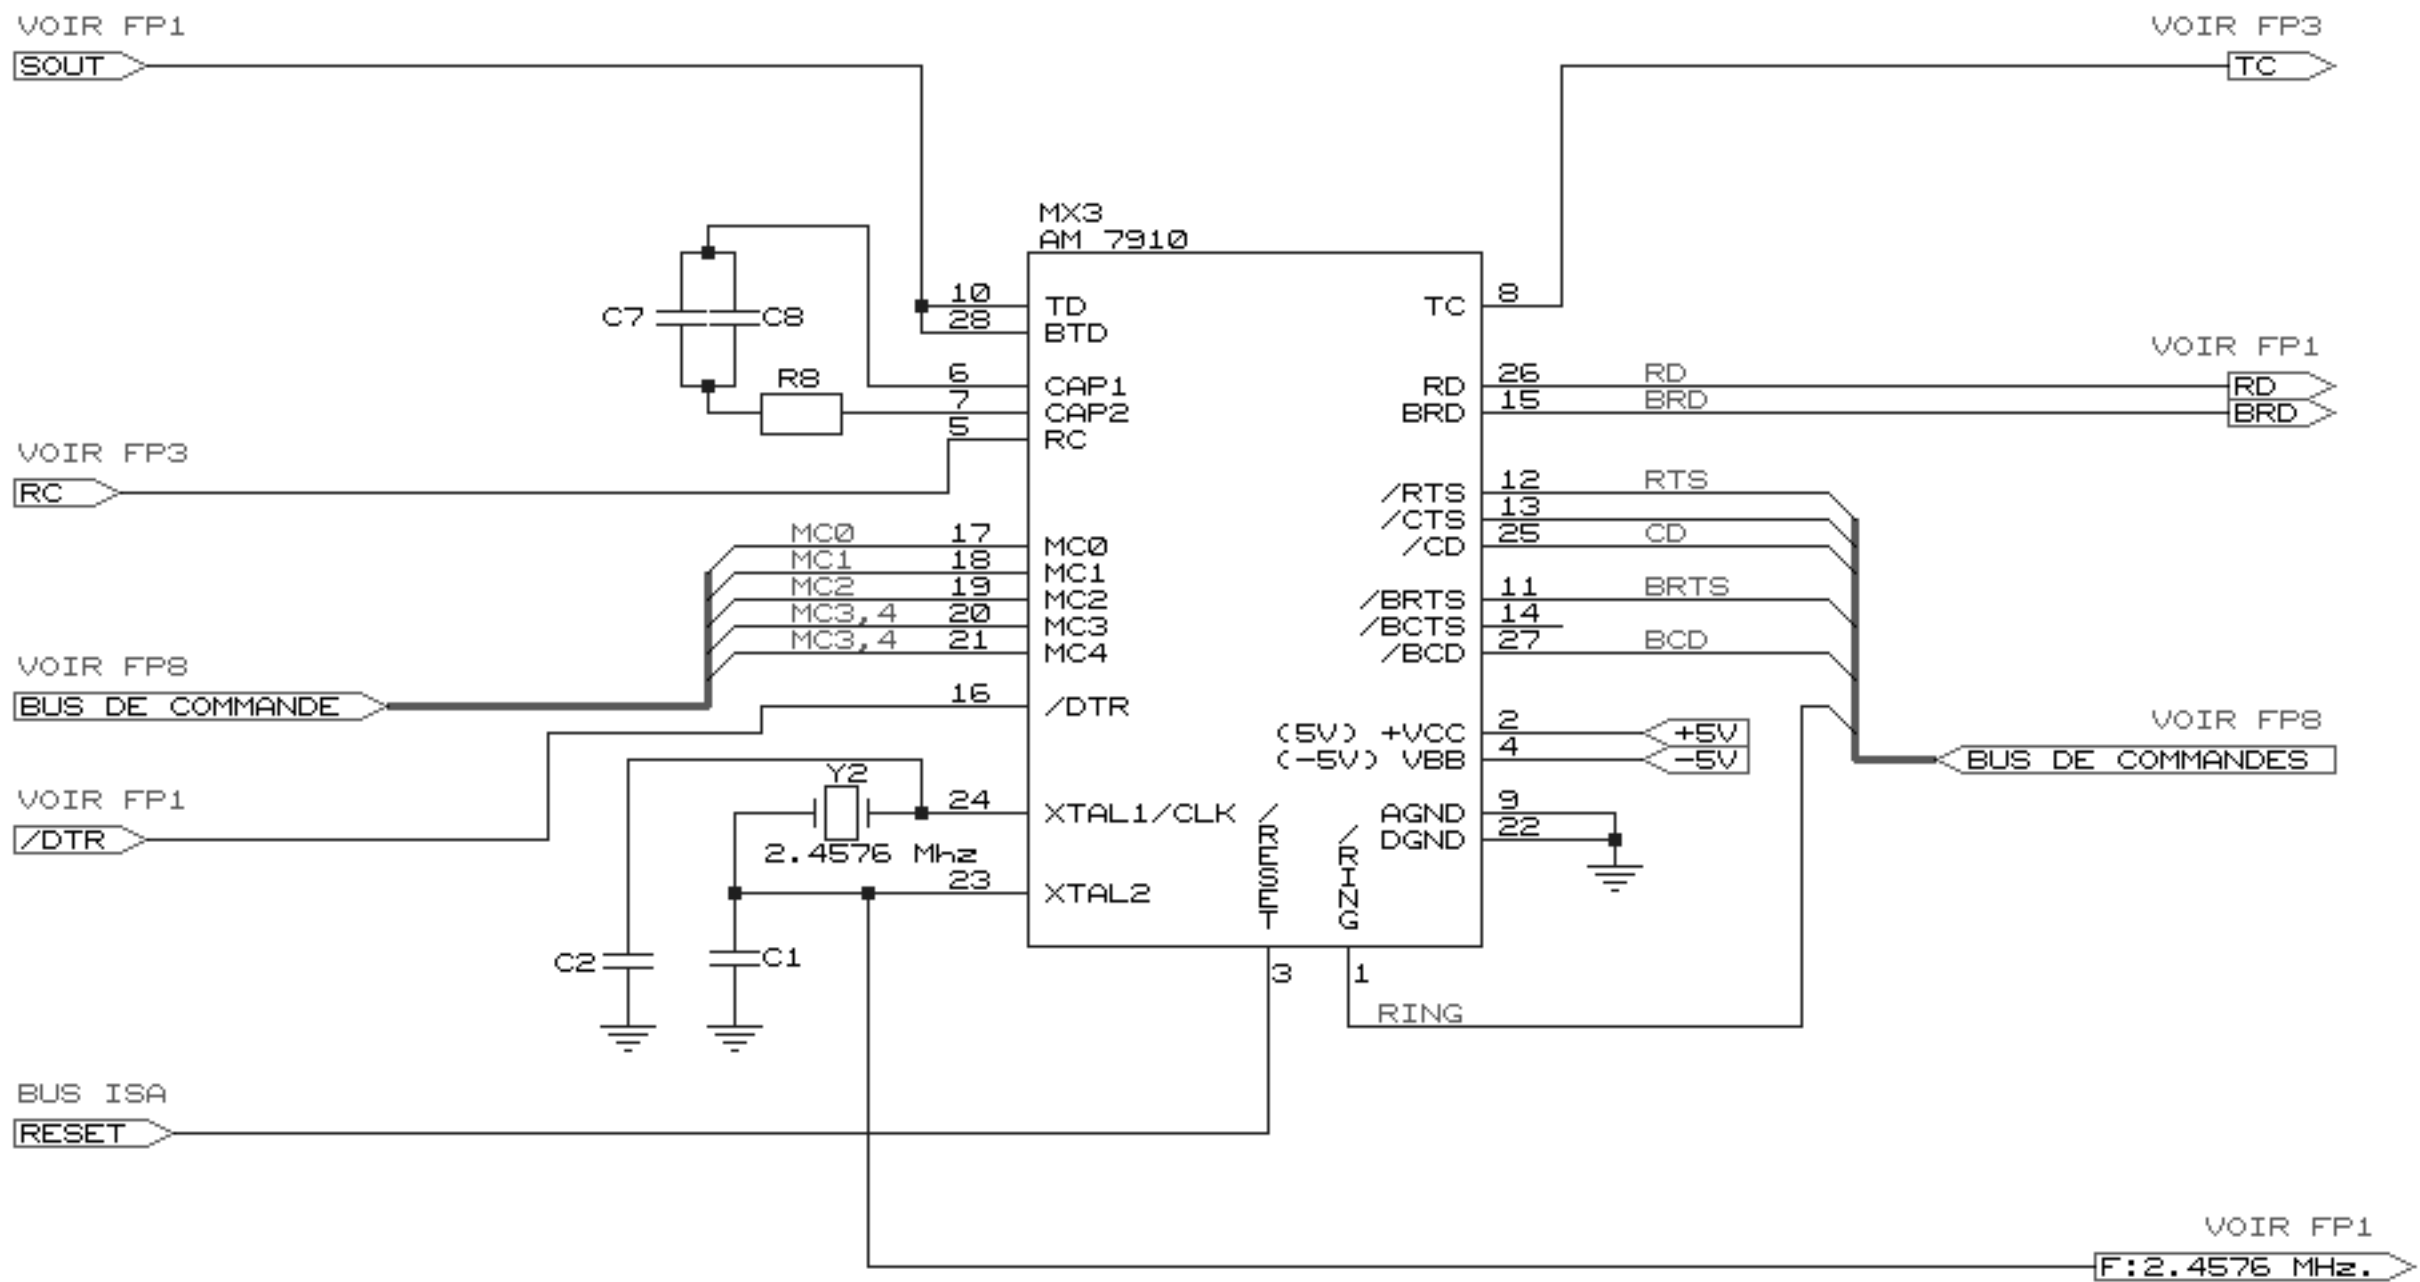 VOIR FP1
SOUT
VOIR FP3
TC
MX3
AM 7910
10 TD
28 BTD
TC 8
C7 C8
R8
6 CAP1
7 CAP2
5 RC
VOIR FP1
RD 26 RD RD
BRD 15 BRD BRD
VOIR FP3
RC
/RTS 12 RTS
/CTS 13
/CD 25 CD
MC0 17 MC0
MC1 18 MC1
MC2 19 MC2
MC3,4 20 MC3
MC3,4 21 MC4
/BRTS 11 BRTS
/BCTS 14
/BCD 27 BCD
VOIR FP8
BUS DE COMMANDE
16 /DTR
(5V) +VCC 2 +5V
(-5V) VBB 4 -5V
VOIR FP8
BUS DE COMMANDES
VOIR FP1
/DTR
Y2
2.4576 Mhz
24 XTAL1/CLK
23 XTAL2
/RESET
/RING
AGND 9
DGND 22
C2
C1
3
1
RING
BUS ISA
RESET
VOIR FP1
F:2.4576 MHz.